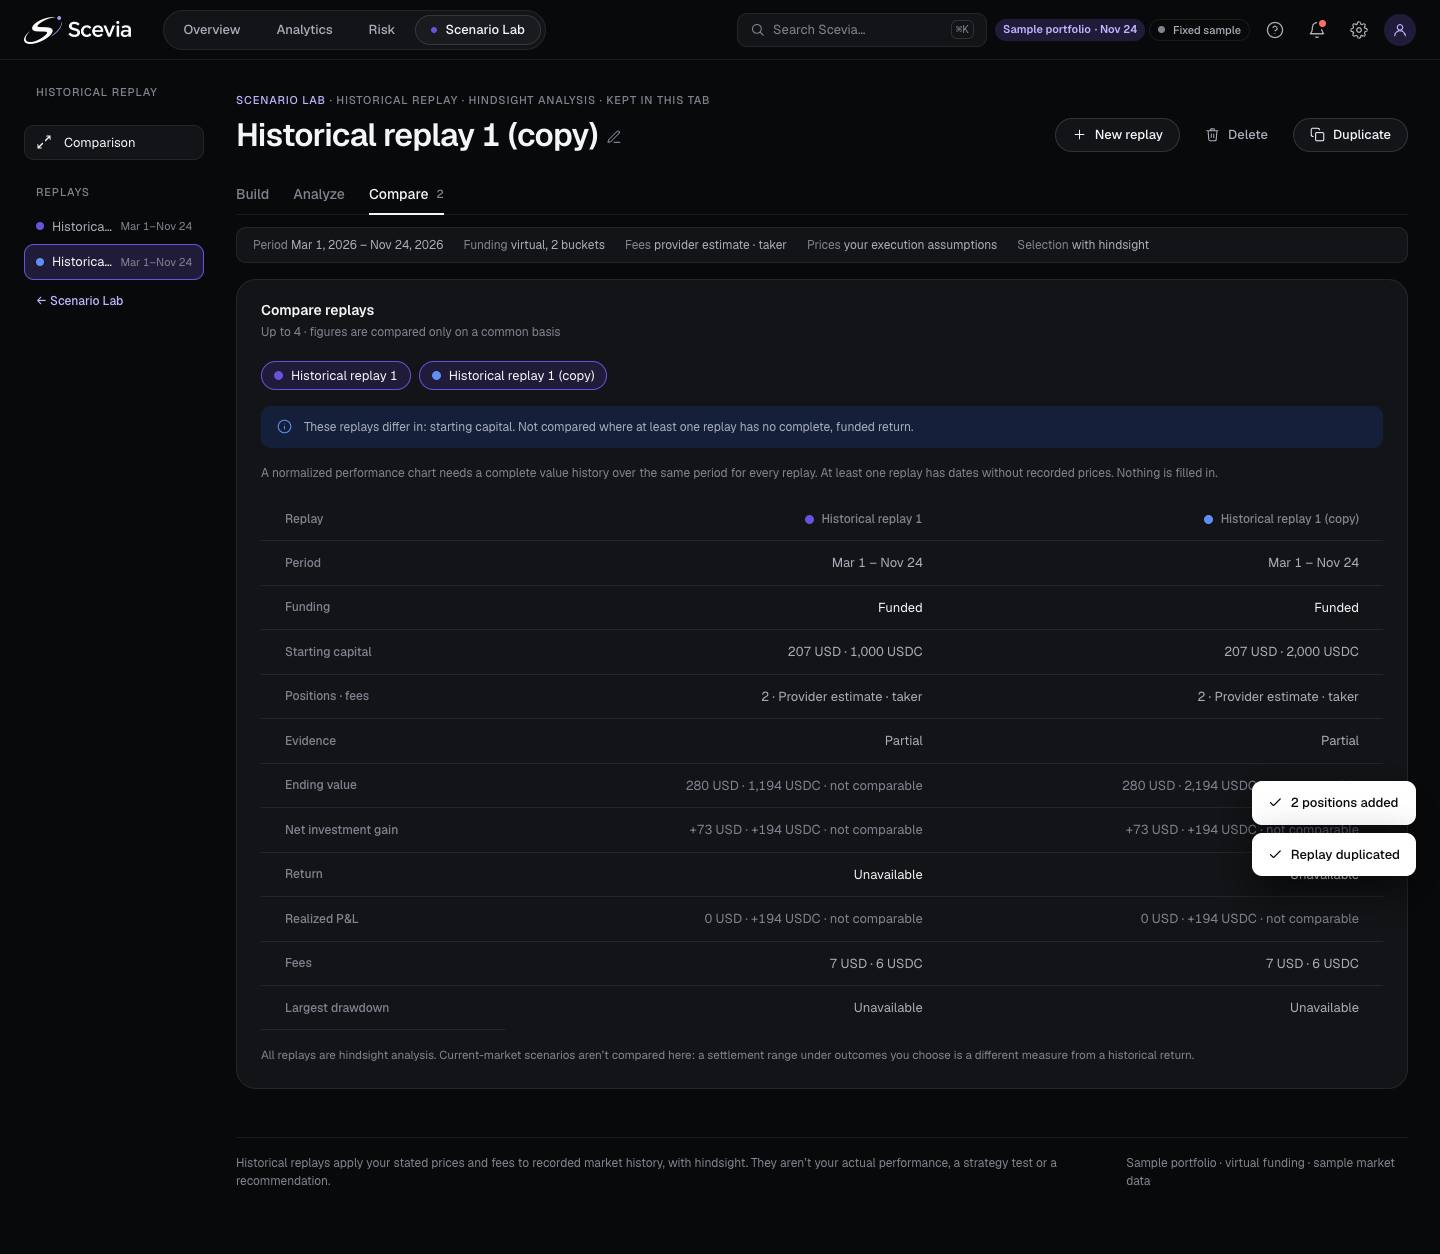 Scevia
Overview
Analytics
Risk
Scenario Lab
Search Scevia...
⌘K
Sample portfolio · Nov 24
Fixed sample
HISTORICAL REPLAY
Comparison
REPLAYS
Historica... Mar 1–Nov 24
Historica... Mar 1–Nov 24
← Scenario Lab
SCENARIO LAB · HISTORICAL REPLAY · HINDSIGHT ANALYSIS · KEPT IN THIS TAB
Historical replay 1 (copy)
New replay
Delete
Duplicate
Build
Analyze
Compare 2
Period Mar 1, 2026 – Nov 24, 2026 Funding virtual, 2 buckets Fees provider estimate · taker Prices your execution assumptions Selection with hindsight
Compare replays
Up to 4 · figures are compared only on a common basis
Historical replay 1
Historical replay 1 (copy)
These replays differ in: starting capital. Not compared where at least one replay has no complete, funded return.
A normalized performance chart needs a complete value history over the same period for every replay. At least one replay has dates without recorded prices. Nothing is filled in.
Replay Historical replay 1 Historical replay 1 (copy)
Period Mar 1 – Nov 24 Mar 1 – Nov 24
Funding Funded Funded
Starting capital 207 USD · 1,000 USDC 207 USD · 2,000 USDC
Positions · fees 2 · Provider estimate · taker 2 · Provider estimate · taker
Evidence Partial Partial
Ending value 280 USD · 1,194 USDC · not comparable 280 USD · 2,194 USDC
2 positions added
Net investment gain +73 USD · +194 USDC · not comparable +73 USD · +194 USDC · not comparable
Replay duplicated
Return Unavailable Unavailable
Realized P&L 0 USD · +194 USDC · not comparable 0 USD · +194 USDC · not comparable
Fees 7 USD · 6 USDC 7 USD · 6 USDC
Largest drawdown Unavailable Unavailable
All replays are hindsight analysis. Current-market scenarios aren't compared here: a settlement range under outcomes you choose is a different measure from a historical return.
Historical replays apply your stated prices and fees to recorded market history, with hindsight. They aren't your actual performance, a strategy test or a
recommendation.
Sample portfolio · virtual funding · sample market
data